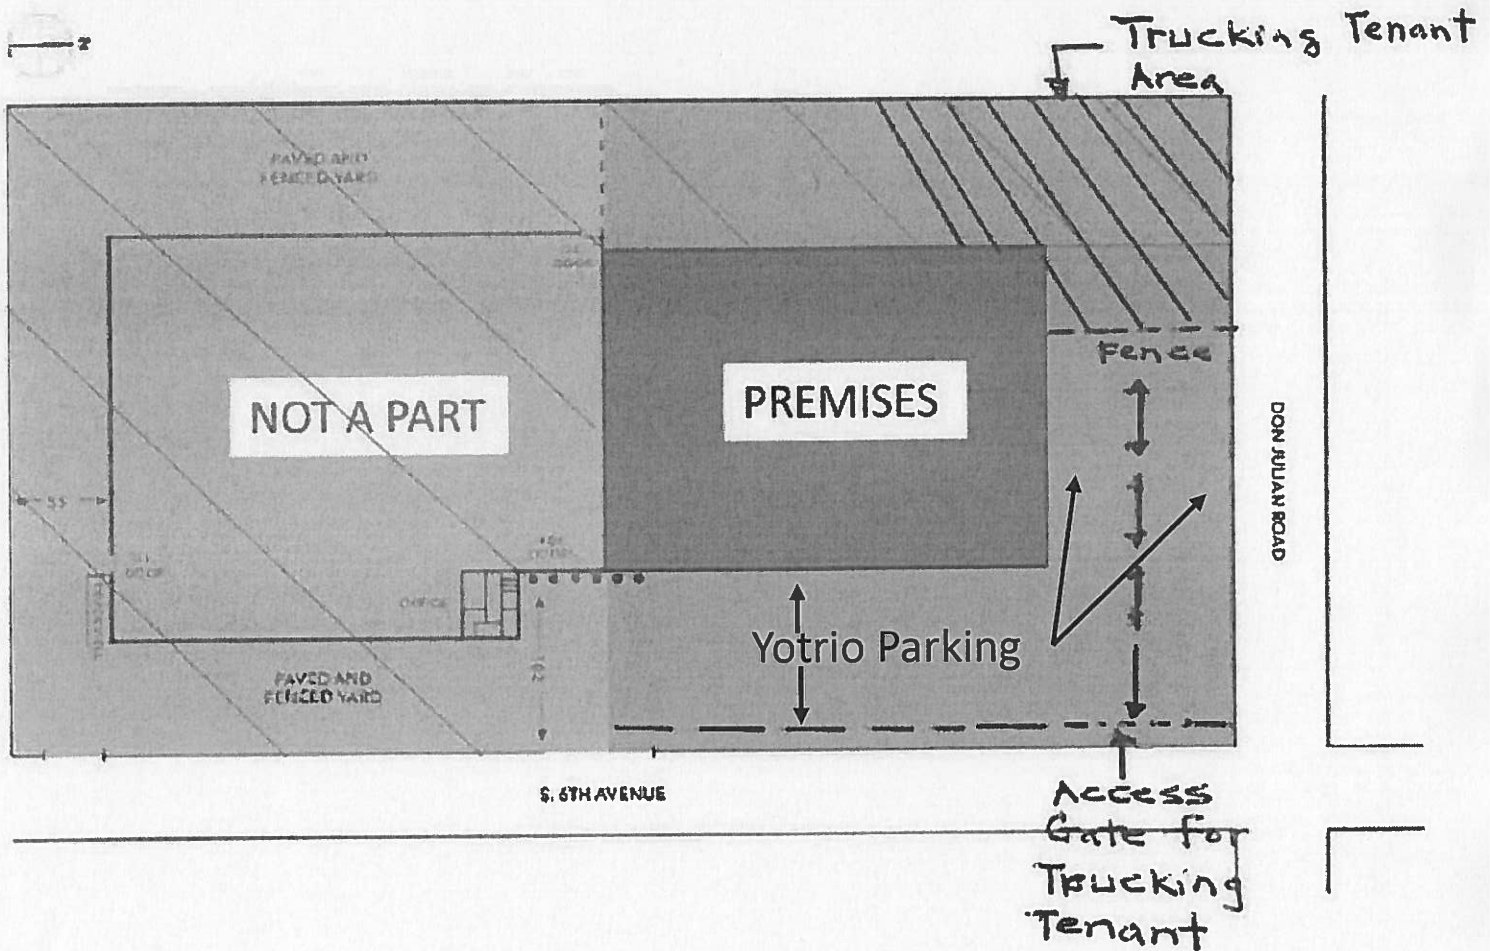 Trucking Tenant
Area
PAVED AND
FENCED YARD
NOT A PART
PREMISES
Fence
DON JULIAN ROAD
OFFICE
Yotrio Parking
102
PAVED AND
FENCED YARD
S. 6TH AVENUE
Access
Gate for
Trucking
Tenant